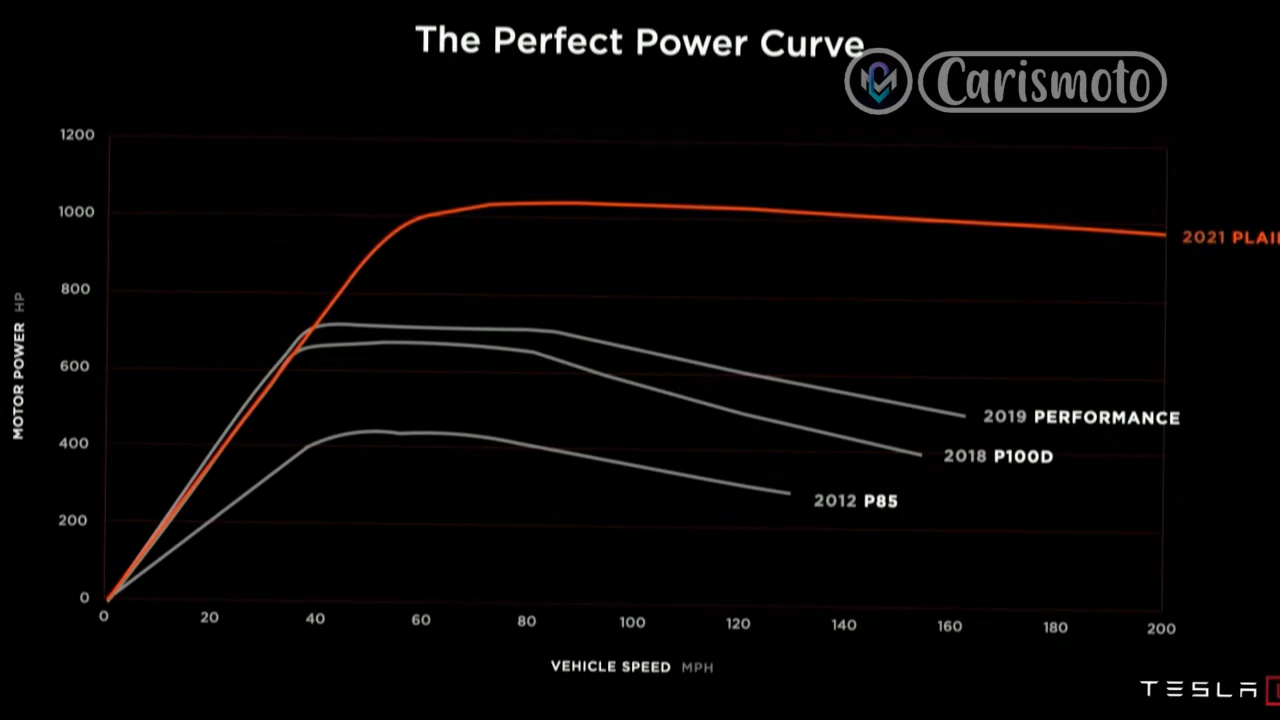 The Perfect Power Curve
Carismoto
1200
1000
800
600
400
200
0
MOTOR POWER HP
0 20 40 60 80 100 120 140 160 180 200
VEHICLE SPEED MPH
2021 PLAI
2019 PERFORMANCE
2018 P100D
2012 P85
TESLA